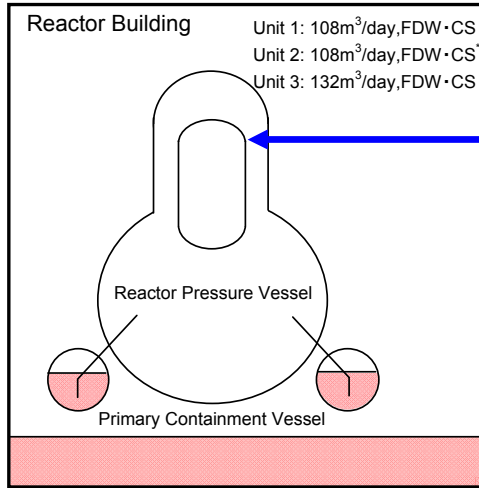 Reactor Building
Unit 1: 108m³/day,FDW・CS
Unit 2: 108m³/day,FDW・CS*
Unit 3: 132m³/day,FDW・CS
Reactor Pressure Vessel
Primary Containment Vessel